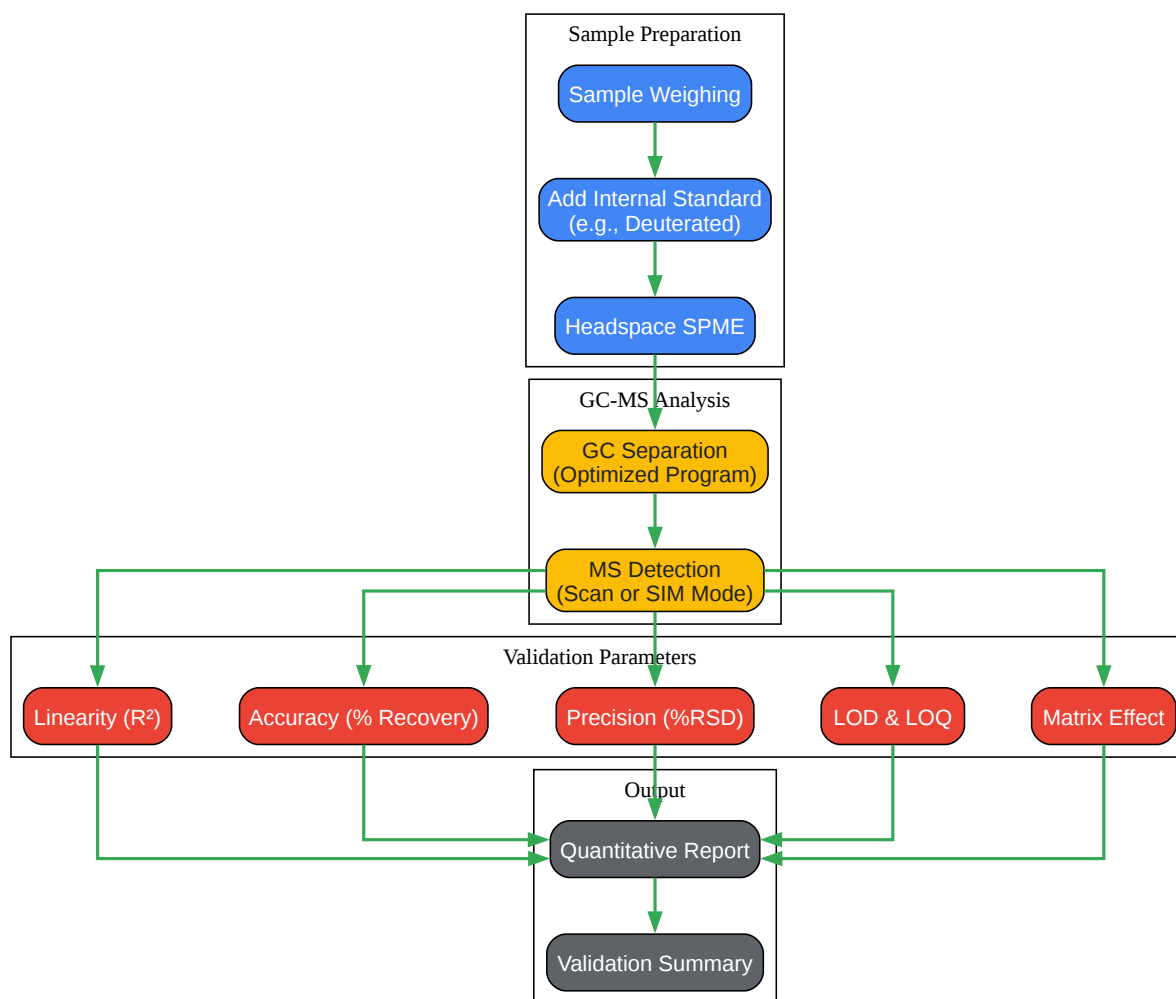 Sample Preparation
Sample Weighing
Add Internal Standard
(e.g., Deuterated)
Headspace SPME
GC-MS Analysis
GC Separation
(Optimized Program)
MS Detection
(Scan or SIM Mode)
Validation Parameters
Linearity (R²)
Accuracy (% Recovery)
Precision (%RSD)
LOD & LOQ
Matrix Effect
Output
Quantitative Report
Validation Summary